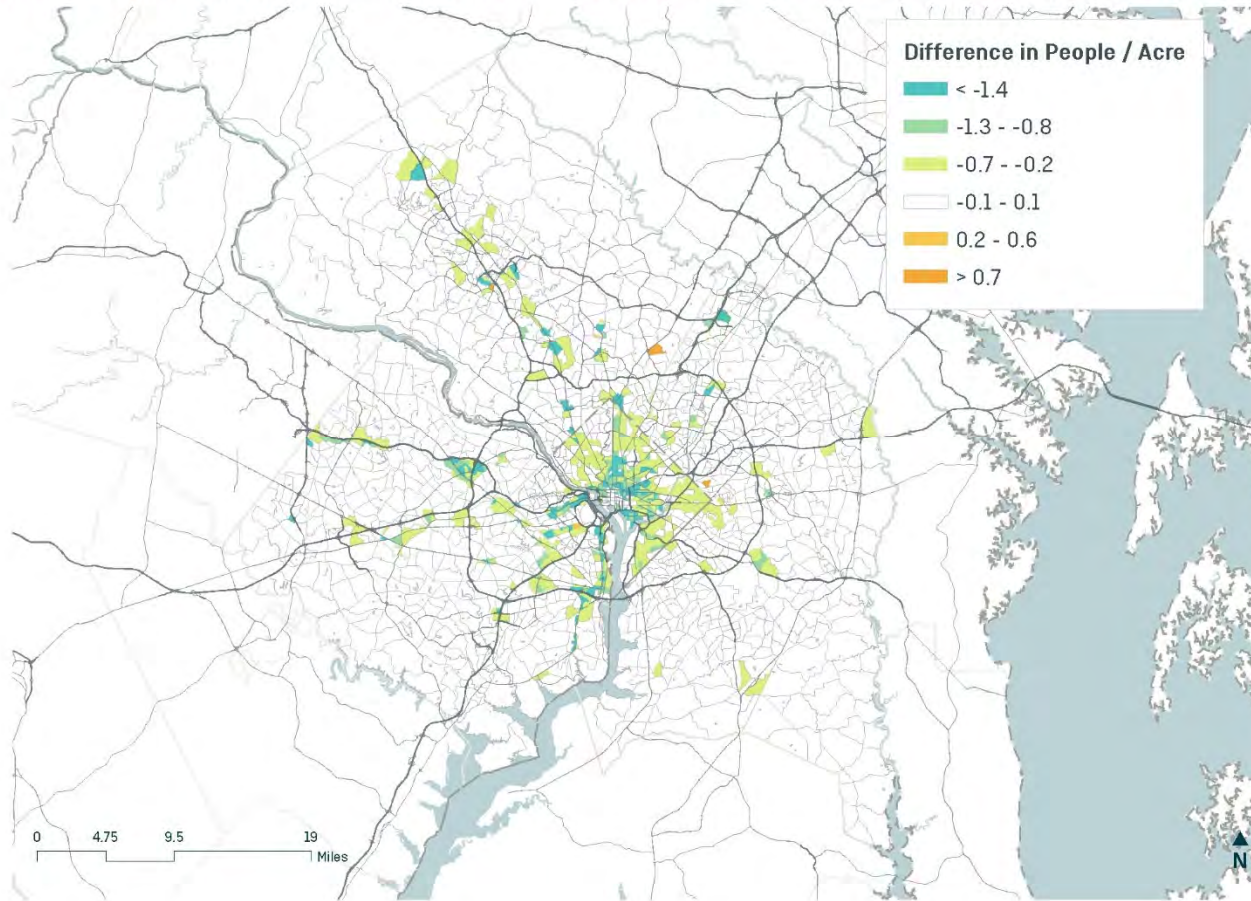 Difference in People / Acre
< -1.4
-1.3 - -0.8
-0.7 - -0.2
-0.1 - 0.1
0.2 - 0.6
> 0.7
0 4.75 9.5 19
Miles
N